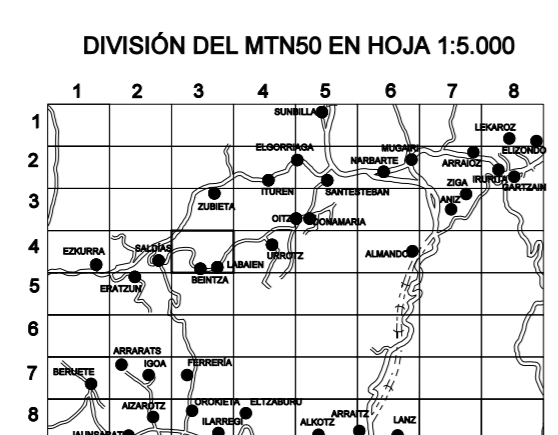 DIVISIÓN DEL MTN50 EN HOJA 1:5.000
1 2 3 4 5 6 7 8
1
SUNBILLA
LEKAROZ
ELIZONDO
2
ELGORRIAGA
MUGAIRI
NARBARTE
ARRAIOZ
IRURITA
GARTZAIN
3
ZUBIETA
ITUREN
SANTESTEBAN
ZIGA
ANIZ
OITZ
DONAMARIA
4
EZKURRA
SALDÍAS
LABAIEN
URROTZ
ALMANDOZ
5
ERATZUN
BEINTZA
6
ARRARATS
7
BERUETE
IGOA
FERRERÍA
8
AIZAROTZ
OROKIETA
ELTZABURU
ILARREGI
ALKOTZ
ARRAITZ
LANZ